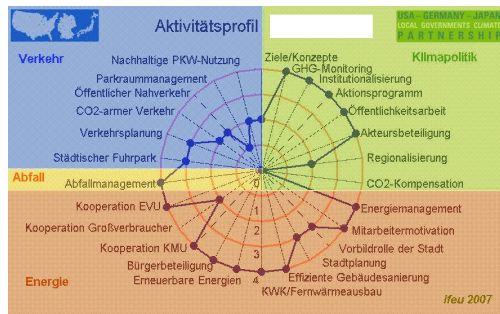 Aktivitätsprofil
USA - GERMANY - JAPAN
LOCAL GOVERNMENTS CLIMATE
PARTNERSHIP
Verkehr
Klimapolitik
Nachhaltige PKW-Nutzung
Parkraummanagement
Öffentlicher Nahverkehr
CO2-armer Verkehr
Verkehrsplanung
Städtischer Fuhrpark
Ziele/Konzepte
GHG-Monitoring
Institutionalisierung
Aktionsprogramm
Öffentlichkeitsarbeit
Akteursbeteiligung
Regionalisierung
CO2-Kompensation
Abfall
Abfallmanagement
Kooperation EVU
Kooperation Großverbraucher
Kooperation KMU
Bürgerbeteiligung
Erneuerbare Energien
0
1
2
3
4
Energiemanagement
Mitarbeitermotivation
Vorbildrolle der Stadt
Stadtplanung
Effiziente Gebäudesanierung
KWK/Fernwärmeausbau
Energie
ifeu 2007